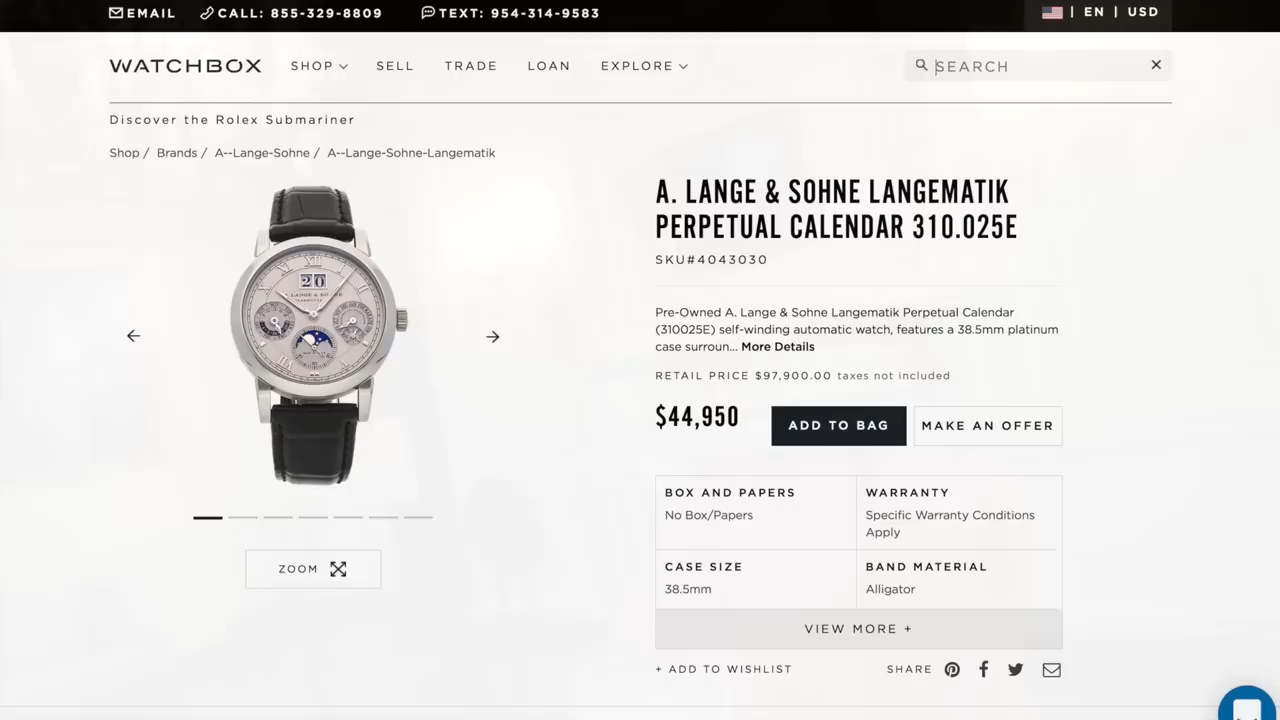 EMAIL CALL: 855-329-8809 TEXT: 954-314-9583 | EN | USD
WATCHBOX SHOP SELL TRADE LOAN EXPLORE SEARCH
Discover the Rolex Submariner
Shop / Brands / A--Lange-Sohne / A--Lange-Sohne-Langematik
A. LANGE & SOHNE LANGEMATIK
PERPETUAL CALENDAR 310.025E
SKU#4043030
XII
20
A. LANGE & SÖHNE
Pre-Owned A. Lange & Sohne Langematik Perpetual Calendar
(310025E) self-winding automatic watch, features a 38.5mm platinum
case surroun... More Details
RETAIL PRICE $97,900.00 taxes not included
$44,950 ADD TO BAG MAKE AN OFFER
BOX AND PAPERS
No Box/Papers
WARRANTY
Specific Warranty Conditions
Apply
CASE SIZE
38.5mm
BAND MATERIAL
Alligator
ZOOM
VIEW MORE +
+ ADD TO WISHLIST SHARE